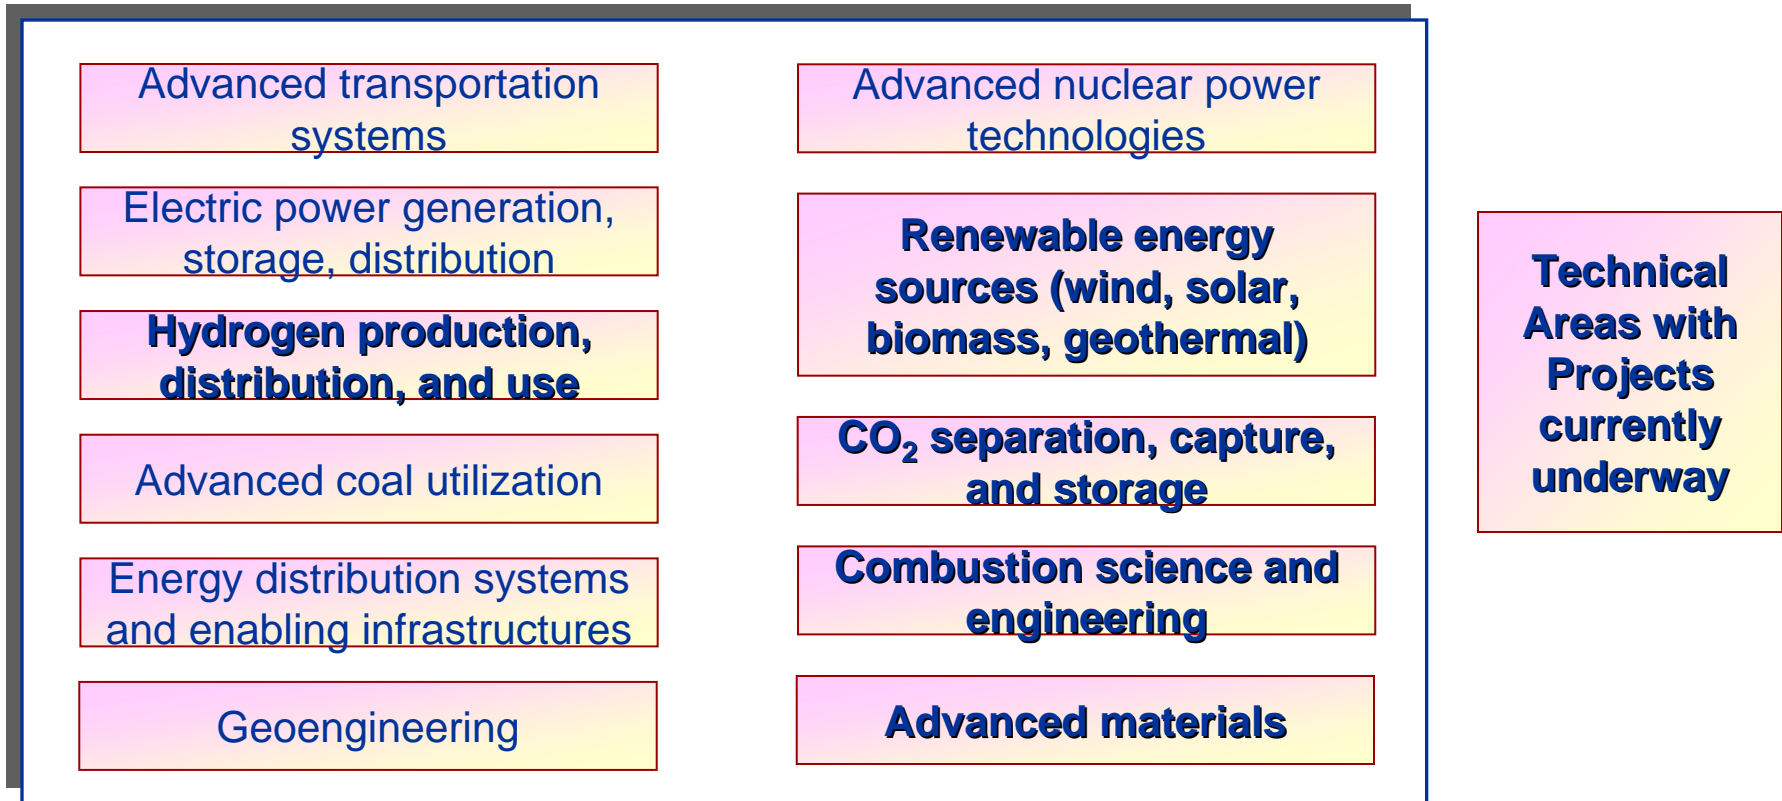 Advanced transportation
systems
Electric power generation,
storage, distribution
Hydrogen production,
distribution, and use
Advanced coal utilization
Energy distribution systems
and enabling infrastructures
Geoengineering
Advanced nuclear power
technologies
Renewable energy
sources (wind, solar,
biomass, geothermal)
CO₂ separation, capture,
and storage
Combustion science and
engineering
Advanced materials
Technical
Areas with
Projects
currently
underway